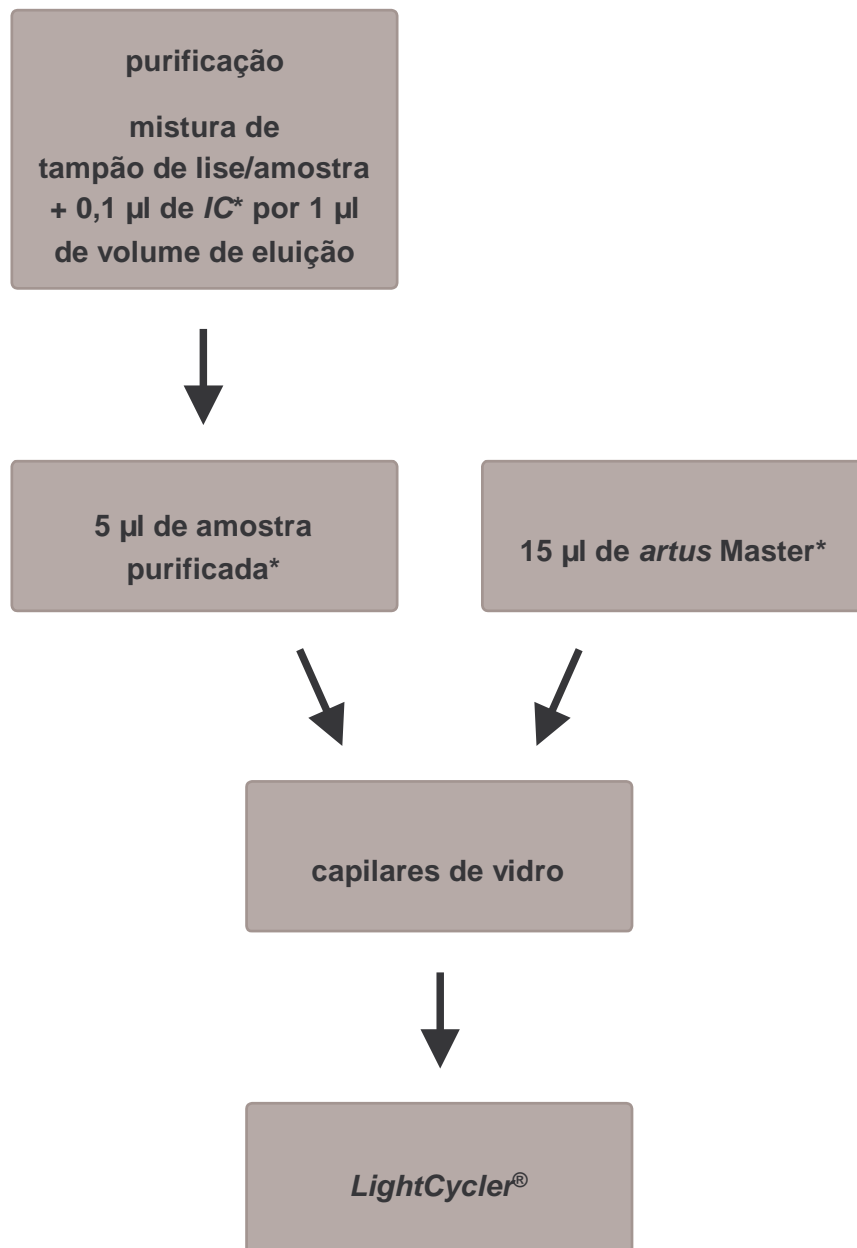 purificação
mistura de
tampão de lise/amostra
+ 0,1 µl de IC* por 1 µl
de volume de eluição
5 µl de amostra
purificada*
15 µl de artus Master*
capilares de vidro
LightCycler®